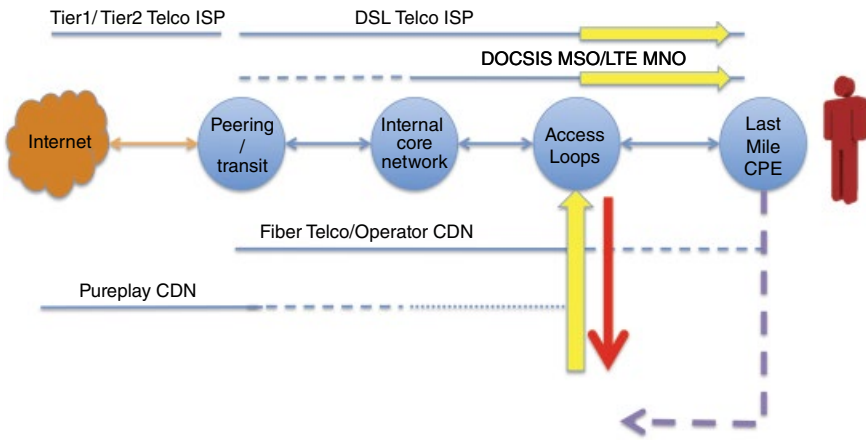 Tier1/ Tier2 Telco ISP
DSL Telco ISP
DOCSIS MSO/LTE MNO
Internet
Peering
/
transit
Internal
core
network
Access
Loops
Last
Mile
CPE
Fiber Telco/Operator CDN
Pureplay CDN